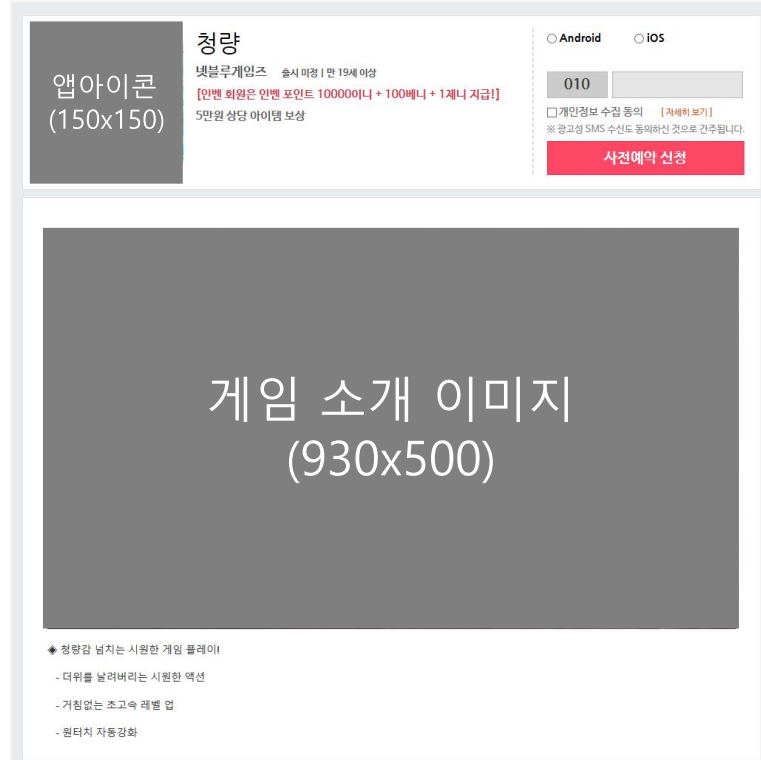 앱아이콘
(150x150)
청량
넷블루게임즈 출시 미정 | 만 19세 이상
[인벤 회원은 인벤 포인트 10000이니 + 100베니 + 1제니 지급!]
5만원 상당 아이템 보상
Android iOS
010
개인정보 수집 동의 [자세히 보기]
※ 광고성 SMS 수신도 동의하신 것으로 간주됩니다.
사전예약 신청
게임 소개 이미지
(930x500)
◈ 청량감 넘치는 시원한 게임 플레이!
- 더위를 날려버리는 시원한 액션
- 거침없는 초고속 레벨 업
- 원터치 자동강화